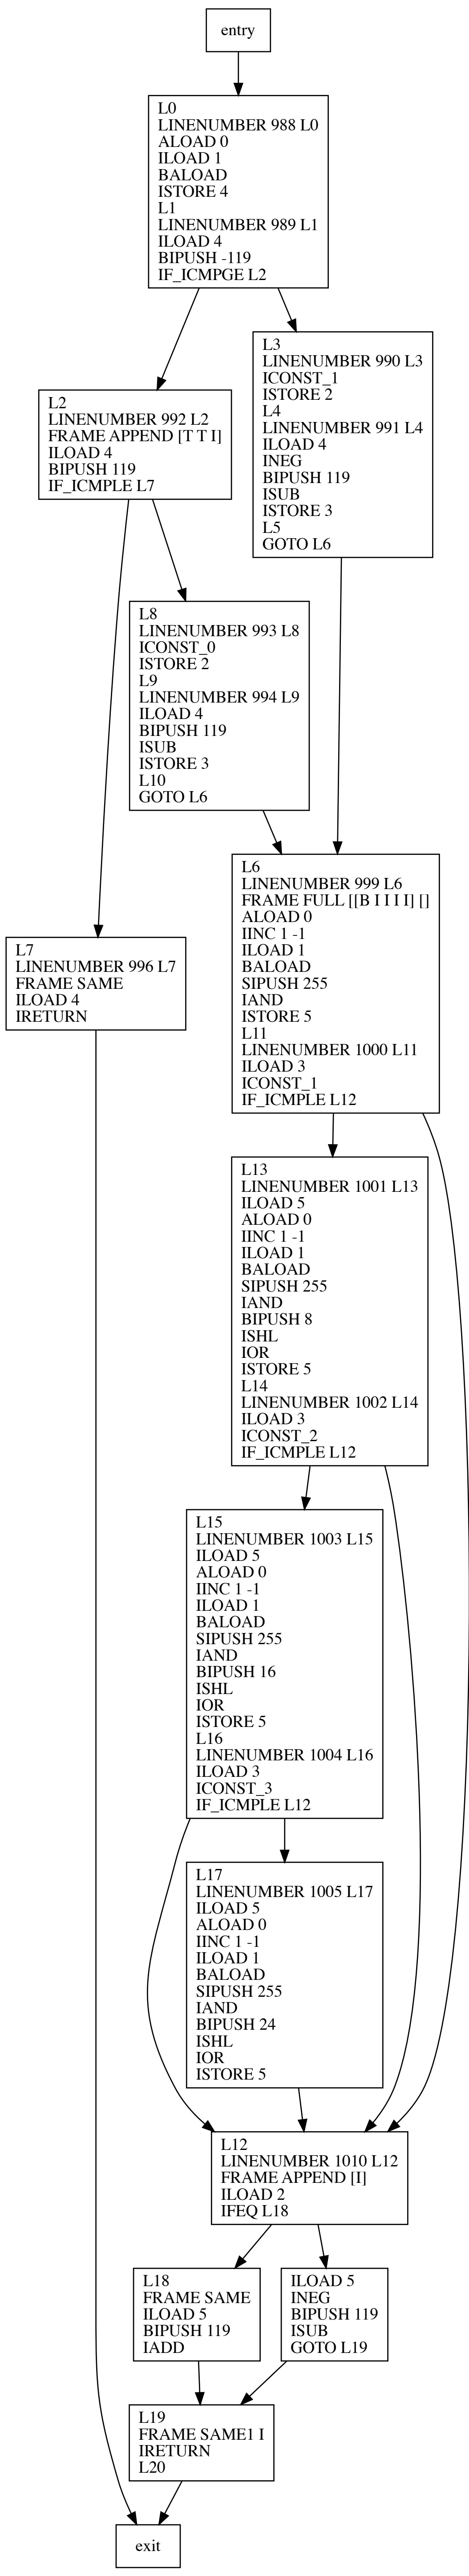 entry
L0
LINENUMBER 988 L0
ALOAD 0
ILOAD 1
BALOAD
ISTORE 4
L1
LINENUMBER 989 L1
ILOAD 4
BIPUSH -119
IF_ICMPGE L2
L3
LINENUMBER 990 L3
ICONST_1
ISTORE 2
L4
LINENUMBER 991 L4
ILOAD 4
INEG
BIPUSH 119
ISUB
ISTORE 3
L5
GOTO L6
L2
LINENUMBER 992 L2
FRAME APPEND [T T I]
ILOAD 4
BIPUSH 119
IF_ICMPLE L7
L8
LINENUMBER 993 L8
ICONST_0
ISTORE 2
L9
LINENUMBER 994 L9
ILOAD 4
BIPUSH 119
ISUB
ISTORE 3
L10
GOTO L6
L6
LINENUMBER 999 L6
FRAME FULL [[B I I I I] []
ALOAD 0
IINC 1 -1
ILOAD 1
BALOAD
SIPUSH 255
IAND
ISTORE 5
L11
LINENUMBER 1000 L11
ILOAD 3
ICONST_1
IF_ICMPLE L12
L7
LINENUMBER 996 L7
FRAME SAME
ILOAD 4
IRETURN
L13
LINENUMBER 1001 L13
ILOAD 5
ALOAD 0
IINC 1 -1
ILOAD 1
BALOAD
SIPUSH 255
IAND
BIPUSH 8
ISHL
IOR
ISTORE 5
L14
LINENUMBER 1002 L14
ILOAD 3
ICONST_2
IF_ICMPLE L12
L15
LINENUMBER 1003 L15
ILOAD 5
ALOAD 0
IINC 1 -1
ILOAD 1
BALOAD
SIPUSH 255
IAND
BIPUSH 16
ISHL
IOR
ISTORE 5
L16
LINENUMBER 1004 L16
ILOAD 3
ICONST_3
IF_ICMPLE L12
L17
LINENUMBER 1005 L17
ILOAD 5
ALOAD 0
IINC 1 -1
ILOAD 1
BALOAD
SIPUSH 255
IAND
BIPUSH 24
ISHL
IOR
ISTORE 5
L12
LINENUMBER 1010 L12
FRAME APPEND [I]
ILOAD 2
IFEQ L18
L18
FRAME SAME
ILOAD 5
BIPUSH 119
IADD
ILOAD 5
INEG
BIPUSH 119
ISUB
GOTO L19
L19
FRAME SAME1 I
IRETURN
L20
exit